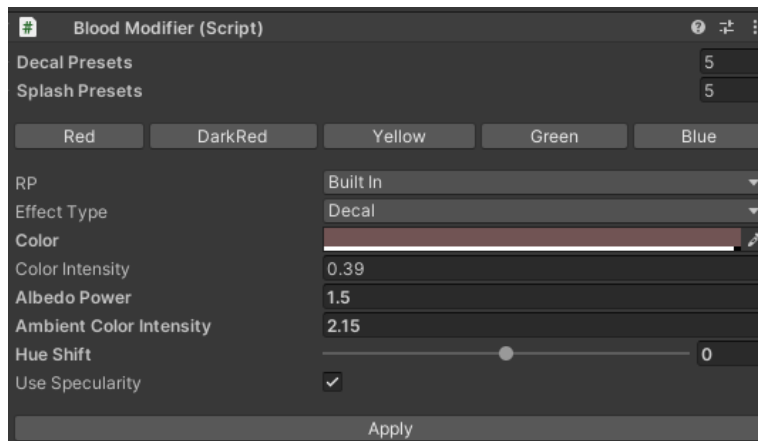 # Blood Modifier (Script)
Decal Presets 5
Splash Presets 5
Red DarkRed Yellow Green Blue
RP Built In
Effect Type Decal
Color
Color Intensity 0.39
Albedo Power 1.5
Ambient Color Intensity 2.15
Hue Shift 0
Use Specularity
Apply